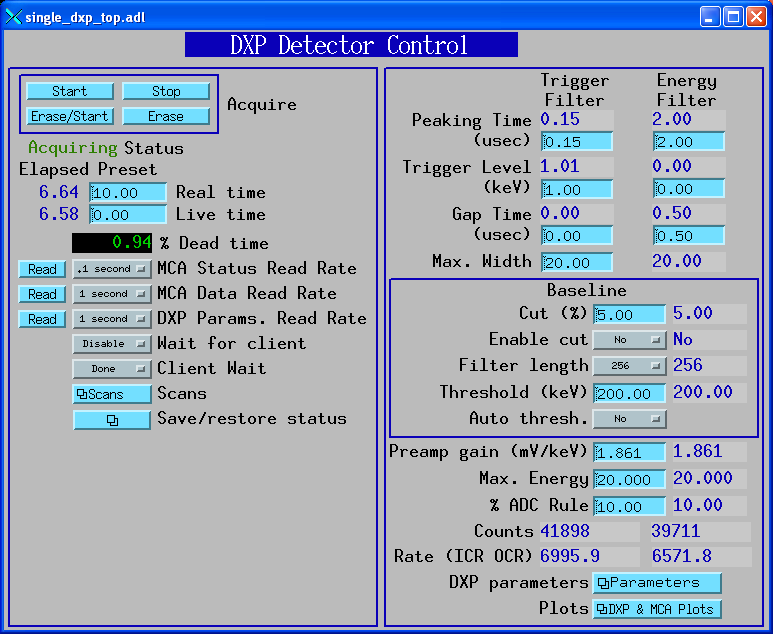 single_dxp_top.adl
DXP Detector Control
Start Stop
Erase/Start Erase
Acquire
Acquiring Status
Elapsed Preset
6.64 10.00 Real time
6.58 0.00 Live time
0.94 % Dead time
Read .1 second MCA Status Read Rate
Read 1 second MCA Data Read Rate
Read 1 second DXP Params. Read Rate
Disable Wait for client
Done Client Wait
Scans Scans
Save/restore status
Trigger Energy
Filter Filter
Peaking Time 0.15 2.00
(usec) 0.15 2.00
Trigger Level 1.01 0.00
(keV) 1.00 0.00
Gap Time 0.00 0.50
(usec) 0.00 0.50
Max. Width 20.00 20.00
Baseline
Cut (%) 5.00 5.00
Enable cut No No
Filter length 256 256
Threshold (keV) 200.00 200.00
Auto thresh. No
Preamp gain (mV/keV) 1.861 1.861
Max. Energy 20.000 20.000
% ADC Rule 10.00 10.00
Counts 41898 39711
Rate (ICR OCR) 6995.9 6571.8
DXP parameters Parameters
Plots DXP & MCA Plots